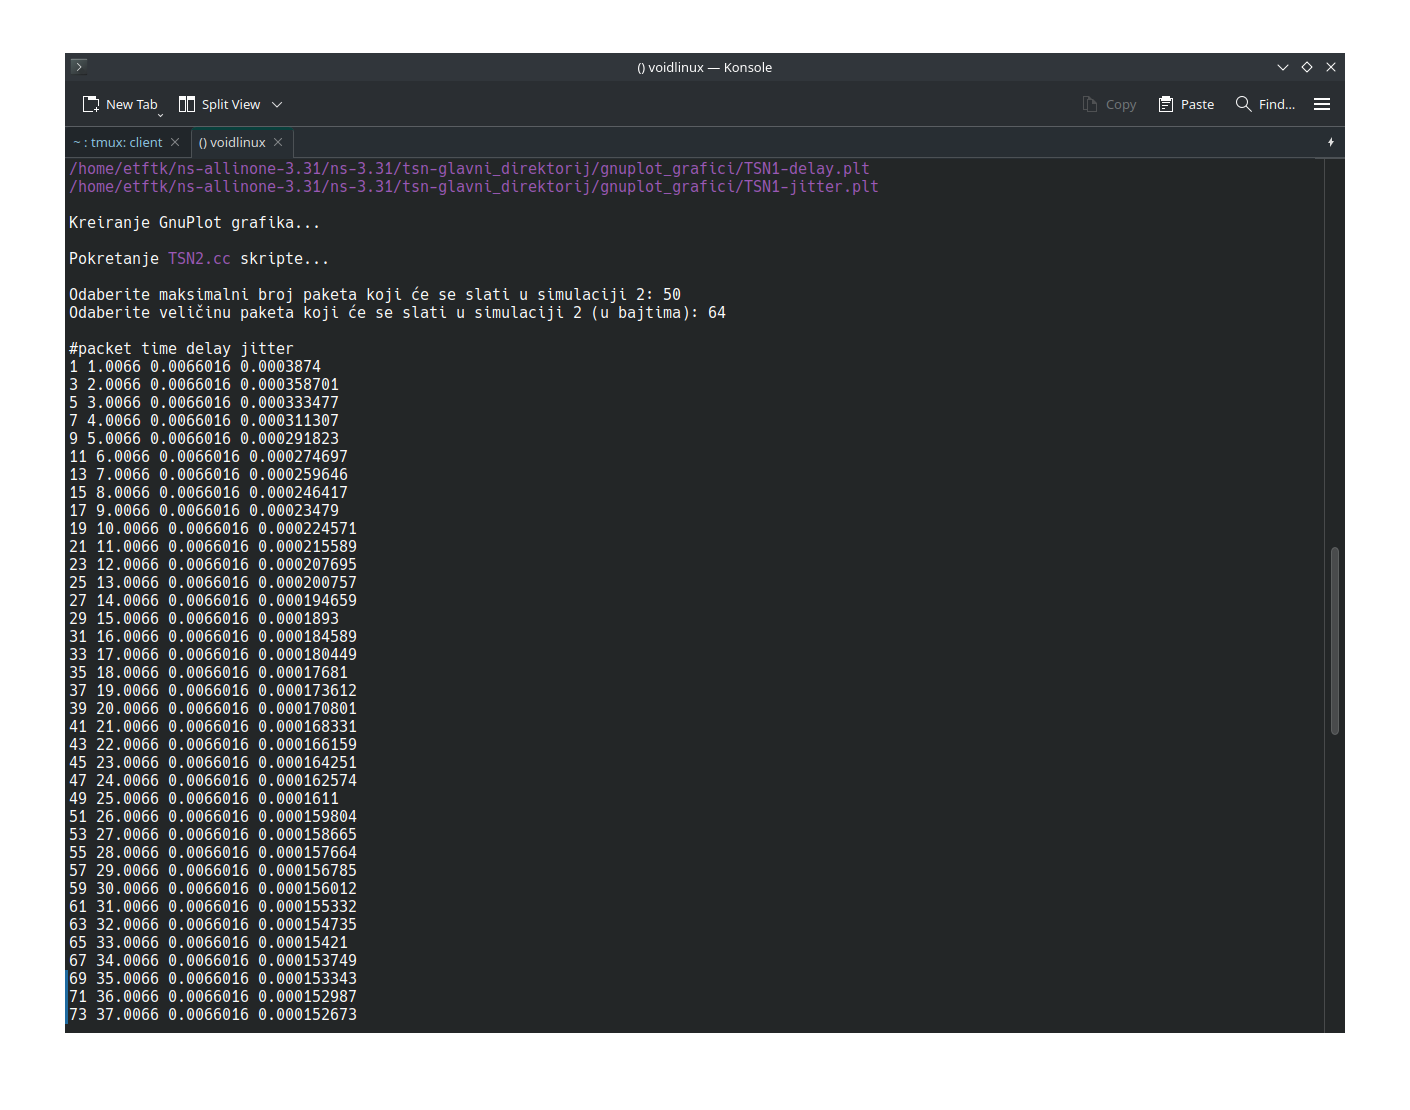 () voidlinux — Konsole
New Tab Split View Copy Paste Find...
~ : tmux: client () voidlinux
/home/etftk/ns-allinone-3.31/ns-3.31/tsn-glavni_direktorij/gnuplot_grafici/TSN1-delay.plt
/home/etftk/ns-allinone-3.31/ns-3.31/tsn-glavni_direktorij/gnuplot_grafici/TSN1-jitter.plt
Kreiranje GnuPlot grafika...
Pokretanje TSN2.cc skripte...
Odaberite maksimalni broj paketa koji će se slati u simulaciji 2: 50
Odaberite veličinu paketa koji će se slati u simulaciji 2 (u bajtima): 64
#packet time delay jitter
1 1.0066 0.0066016 0.0003874
3 2.0066 0.0066016 0.000358701
5 3.0066 0.0066016 0.000333477
7 4.0066 0.0066016 0.000311307
9 5.0066 0.0066016 0.000291823
11 6.0066 0.0066016 0.000274697
13 7.0066 0.0066016 0.000259646
15 8.0066 0.0066016 0.000246417
17 9.0066 0.0066016 0.00023479
19 10.0066 0.0066016 0.000224571
21 11.0066 0.0066016 0.000215589
23 12.0066 0.0066016 0.000207695
25 13.0066 0.0066016 0.000200757
27 14.0066 0.0066016 0.000194659
29 15.0066 0.0066016 0.0001893
31 16.0066 0.0066016 0.000184589
33 17.0066 0.0066016 0.000180449
35 18.0066 0.0066016 0.00017681
37 19.0066 0.0066016 0.000173612
39 20.0066 0.0066016 0.000170801
41 21.0066 0.0066016 0.000168331
43 22.0066 0.0066016 0.000166159
45 23.0066 0.0066016 0.000164251
47 24.0066 0.0066016 0.000162574
49 25.0066 0.0066016 0.0001611
51 26.0066 0.0066016 0.000159804
53 27.0066 0.0066016 0.000158665
55 28.0066 0.0066016 0.000157664
57 29.0066 0.0066016 0.000156785
59 30.0066 0.0066016 0.000156012
61 31.0066 0.0066016 0.000155332
63 32.0066 0.0066016 0.000154735
65 33.0066 0.0066016 0.00015421
67 34.0066 0.0066016 0.000153749
69 35.0066 0.0066016 0.000153343
71 36.0066 0.0066016 0.000152987
73 37.0066 0.0066016 0.000152673